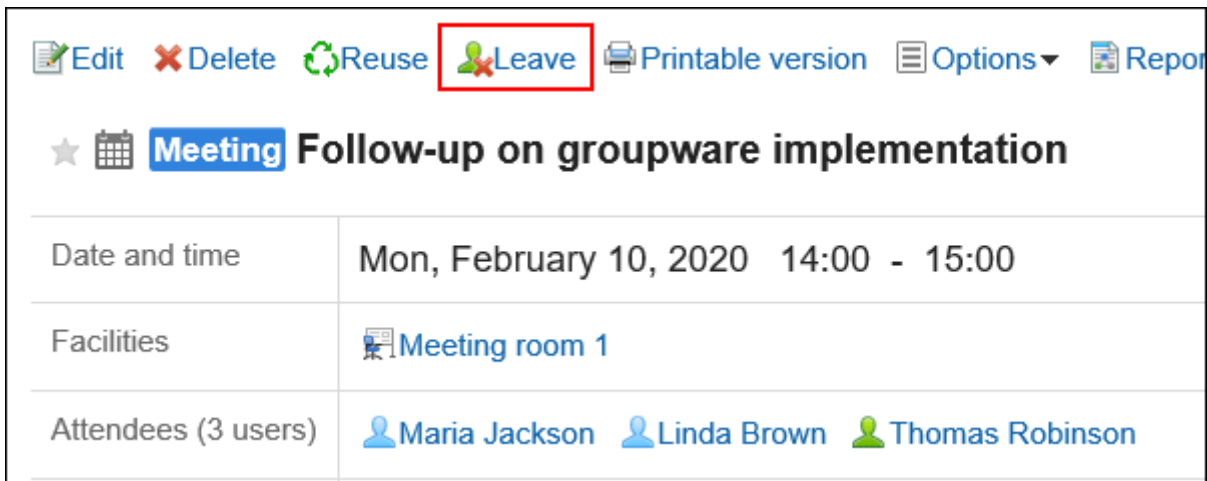 Edit Delete Reuse Leave Printable version Options Repor
Meeting Follow-up on groupware implementation
Date and time Mon, February 10, 2020 14:00 - 15:00
Facilities Meeting room 1
Attendees (3 users) Maria Jackson Linda Brown Thomas Robinson